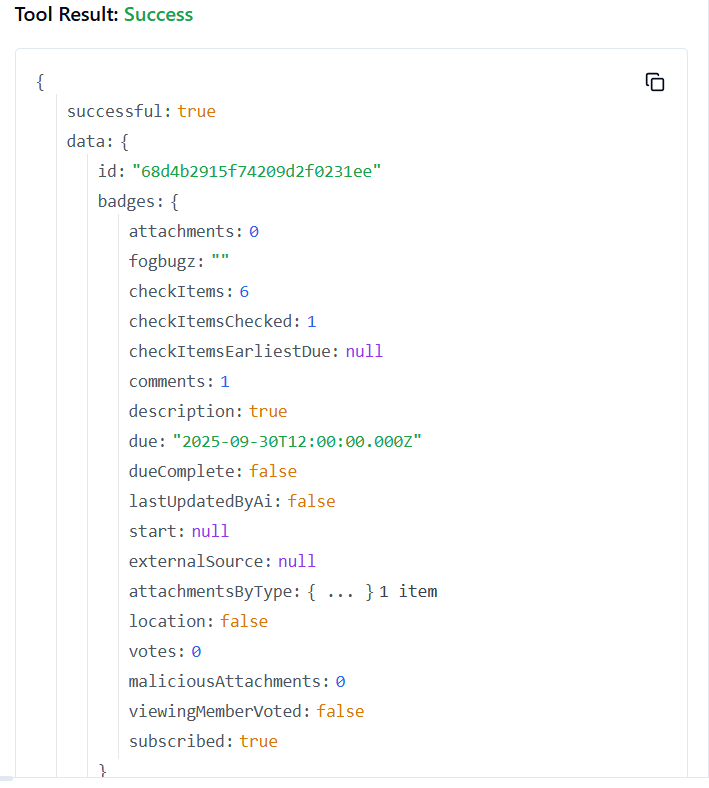 Tool Result: Success
{
successful: true
data: {
id: "68d4b2915f74209d2f0231ee"
badges: {
attachments: 0
fogbugz: ""
checkItems: 6
checkItemsChecked: 1
checkItemsEarliestDue: null
comments: 1
description: true
due: "2025-09-30T12:00:00.000Z"
dueComplete: false
lastUpdatedByAi: false
start: null
externalSource: null
attachmentsByType: { ... } 1 item
location: false
votes: 0
maliciousAttachments: 0
viewingMemberVoted: false
subscribed: true
}